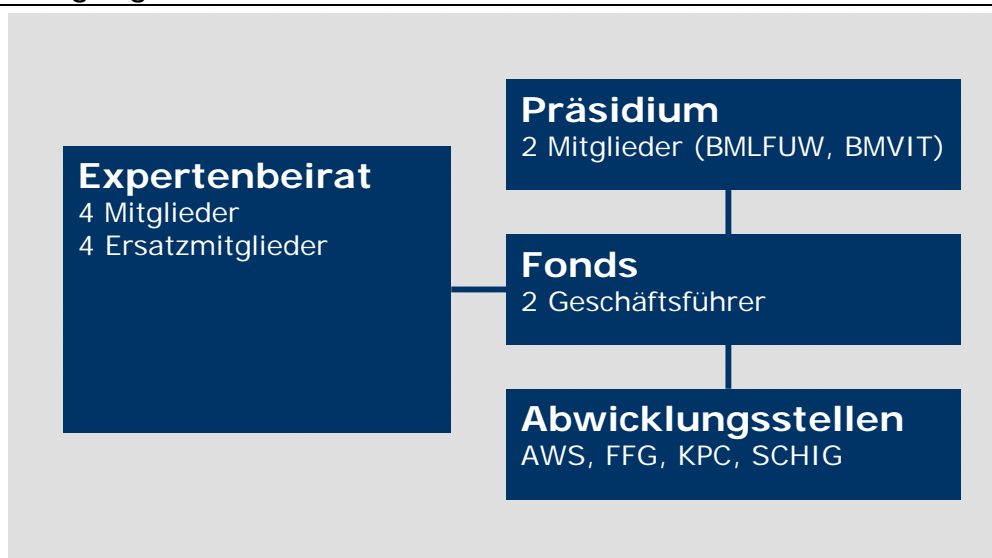 Expertenbeirat
4 Mitglieder
4 Ersatzmitglieder
Präsidium
2 Mitglieder (BMLFUW, BMVIT)
Fonds
2 Geschäftsführer
Abwicklungsstellen
AWS, FFG, KPC, SCHIG